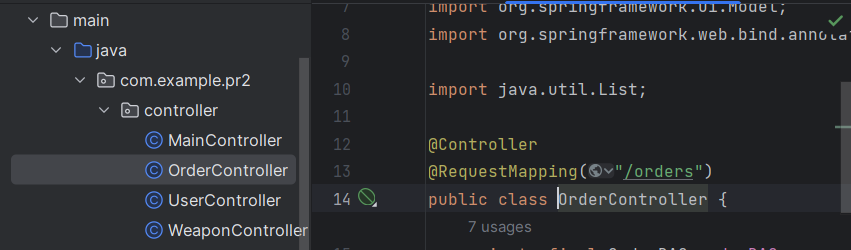 main
java
com.example.pr2
controller
MainController
OrderController
UserController
WeaponController
7 import org.springframework.ui.Model;
8 import org.springframework.web.bind.annota
9
10 import java.util.List;
11
12 @Controller
13 @RequestMapping("/orders")
14 public class OrderController {
7 usages